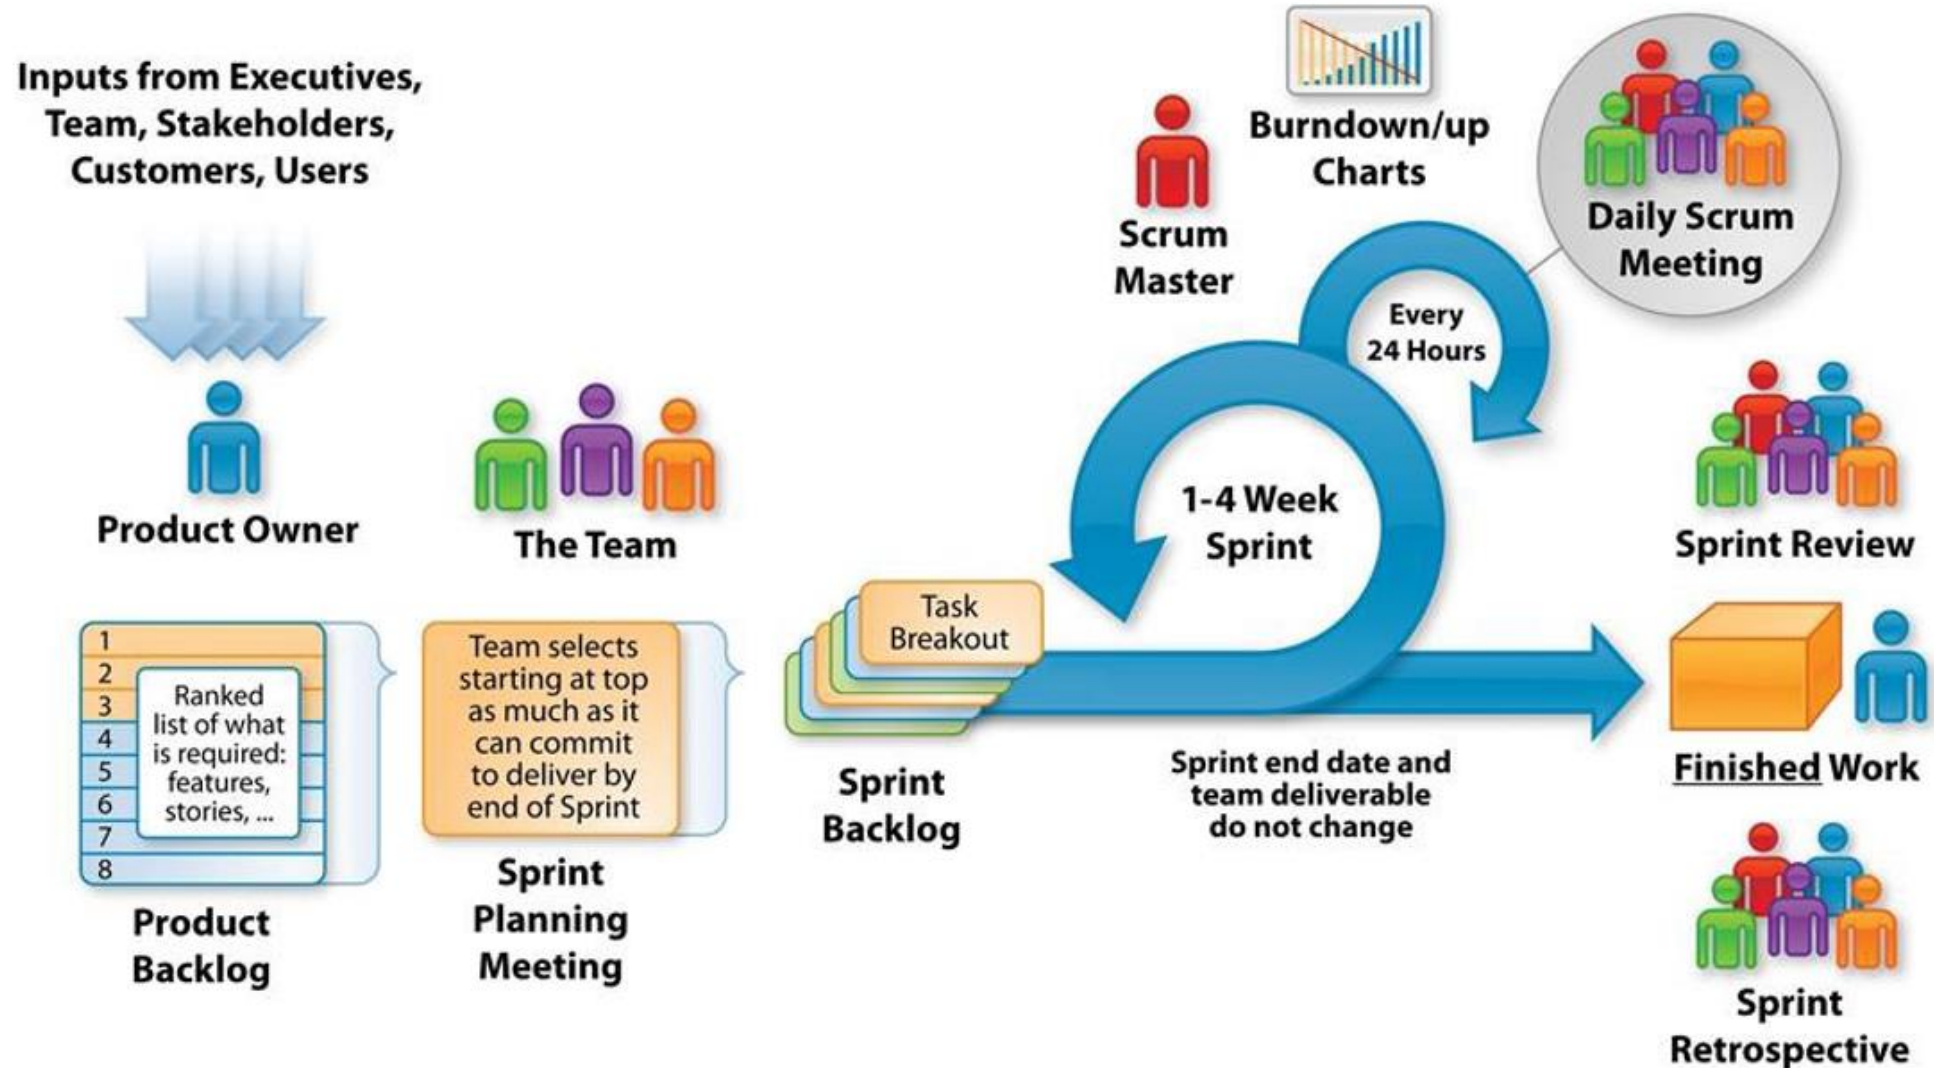 Inputs from Executives,
Team, Stakeholders,
Customers, Users
Product Owner
The Team
1
2
3
4
5
6
7
8
Ranked
list of what
is required:
features,
stories, ...
Product
Backlog
Team selects
starting at top
as much as it
can commit
to deliver by
end of Sprint
Sprint
Planning
Meeting
Task
Breakout
Sprint
Backlog
Scrum
Master
Burndown/up
Charts
Daily Scrum
Meeting
Every
24 Hours
1-4 Week
Sprint
Sprint end date and
team deliverable
do not change
Sprint Review
Finished Work
Sprint
Retrospective